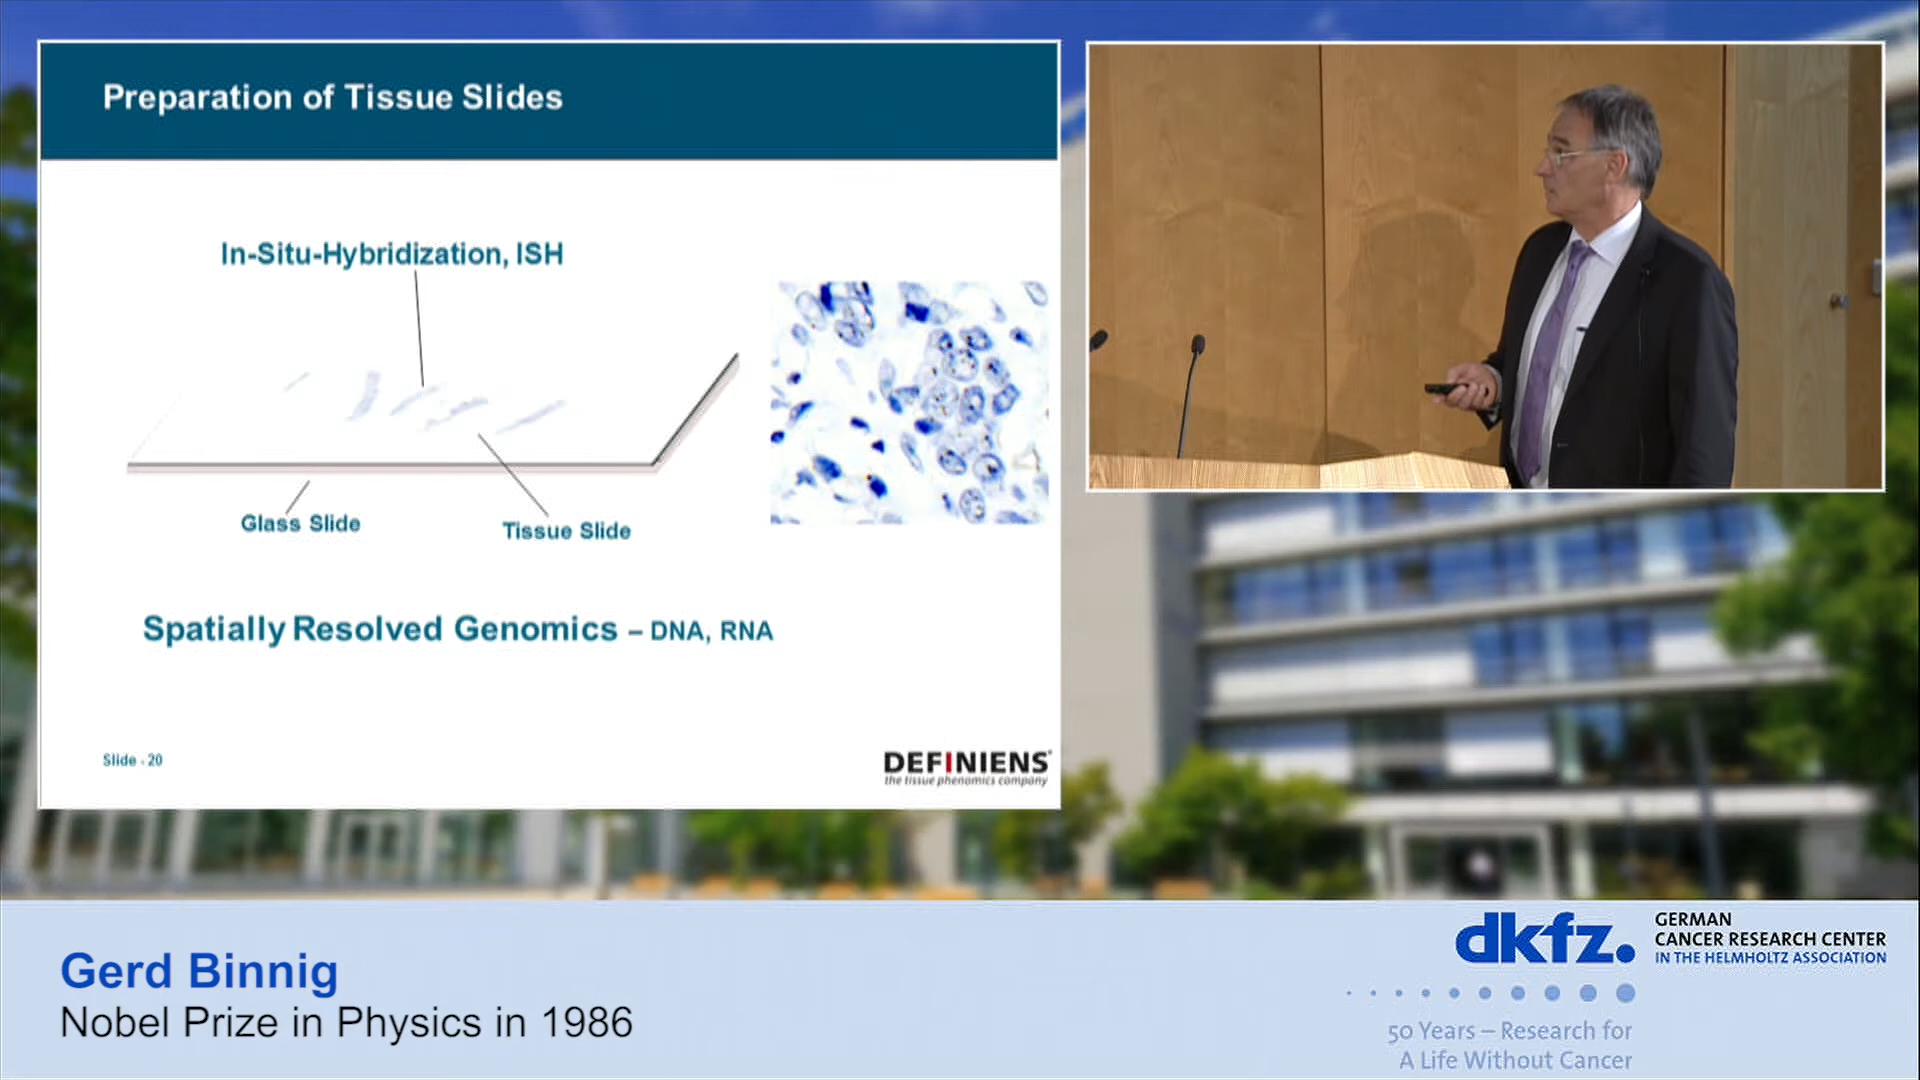 Preparation of Tissue Slides
In-Situ-Hybridization, ISH
Glass Slide
Tissue Slide
Spatially Resolved Genomics – DNA, RNA
Slide - 20
DEFINIENS
the tissue phenomics company
Gerd Binnig
Nobel Prize in Physics in 1986
dkfz.
GERMAN
CANCER RESEARCH CENTER
IN THE HELMHOLTZ ASSOCIATION
50 Years – Research for
A Life Without Cancer